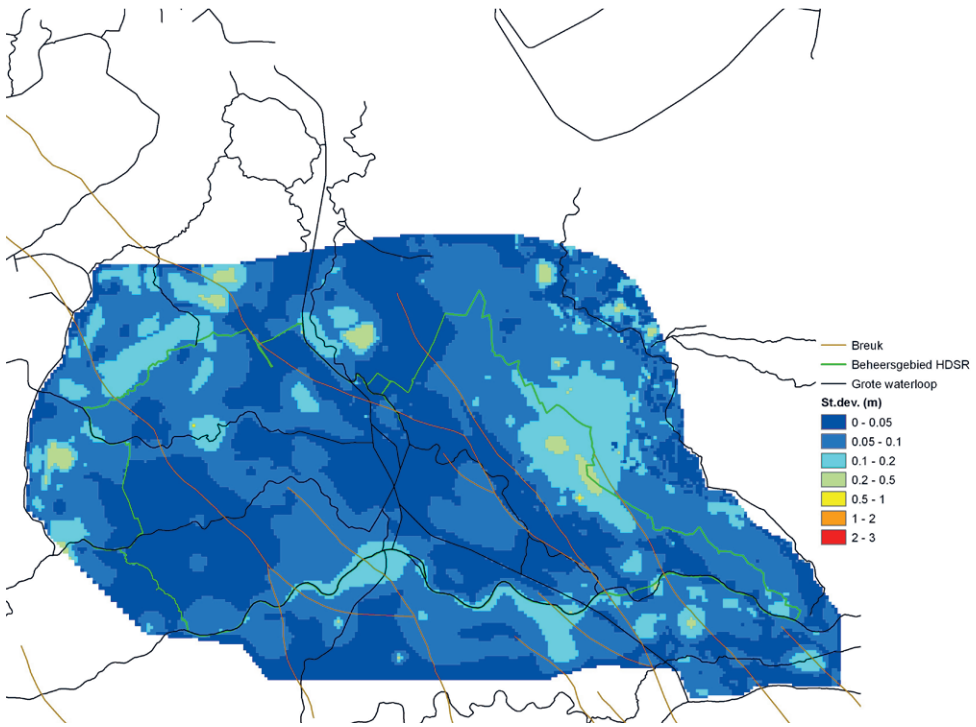 Breuk
Beheersgebied HDSR
Grote waterloop
St.dev. (m)
0 - 0.05
0.05 - 0.1
0.1 - 0.2
0.2 - 0.5
0.5 - 1
1 - 2
2 - 3